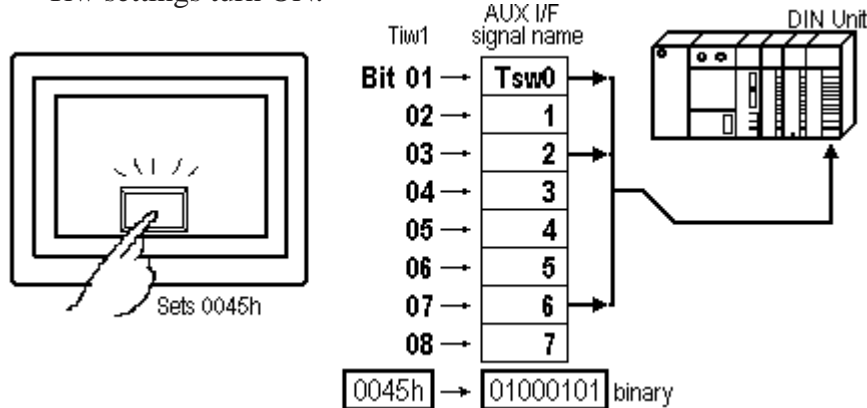 Tiw settings turn ON.
AUX I/F
DIN Unit
Tiw1
signal name
Bit 01 Tsw0
02 1
03 2
04 3
05 4
06 5
07 6
08 7
Sets 0045h
0045h 01000101 binary